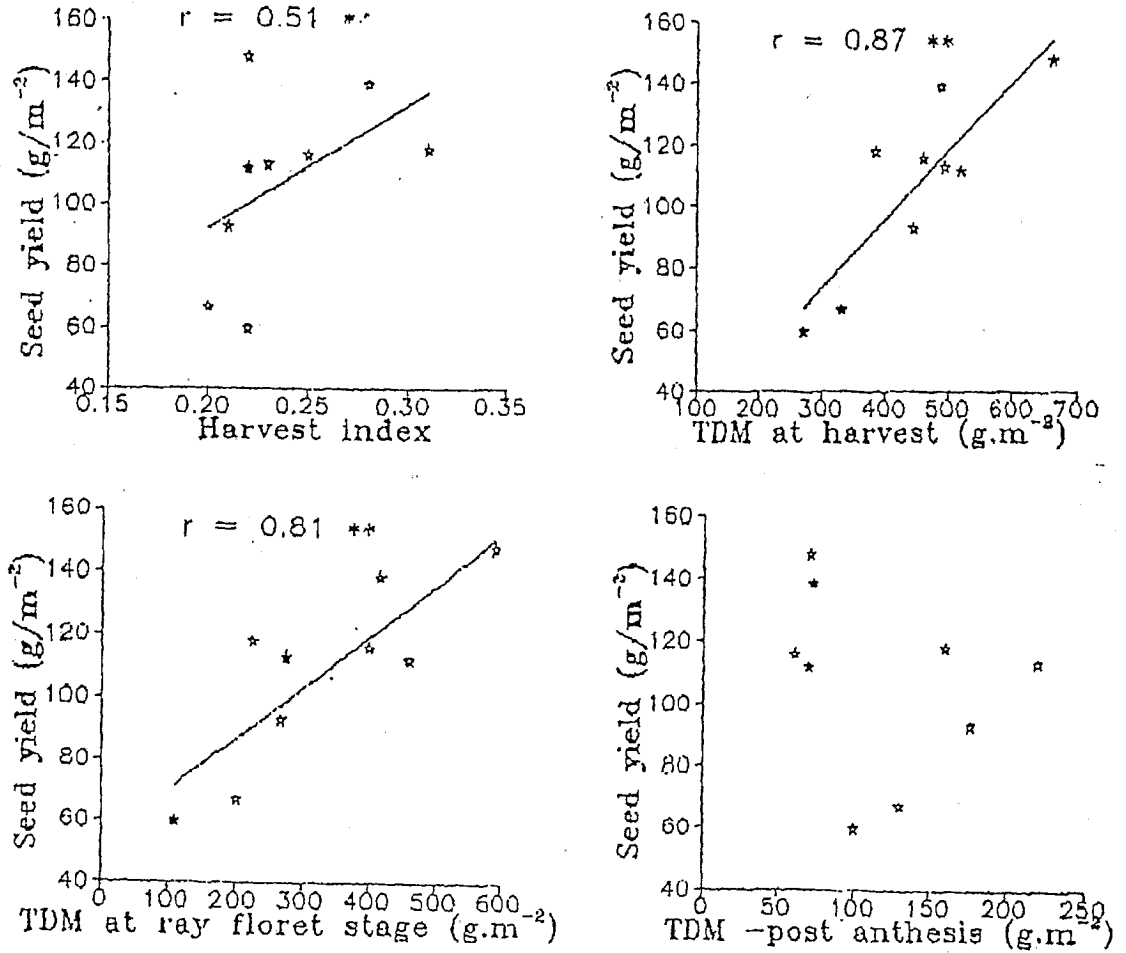 r = 0.51 **
160
140
120
100
80
60
40
Seed yield (g/m⁻²)
0.15 0.20 0.25 0.30 0.35
Harvest index
r = 0.87 **
160
140
120
100
80
60
40
Seed yield (g/m⁻²)
100 200 300 400 500 600 700
TDM at harvest (g.m⁻²)
r = 0.81 **
160
140
120
100
80
60
40
Seed yield (g/m⁻²)
0 100 200 300 400 500 600
TDM at ray floret stage (g.m⁻²)
160
140
120
100
80
60
40
Seed yield (g/m⁻²)
0 50 100 150 200 250
TDM -post anthesis (g.m⁻²)